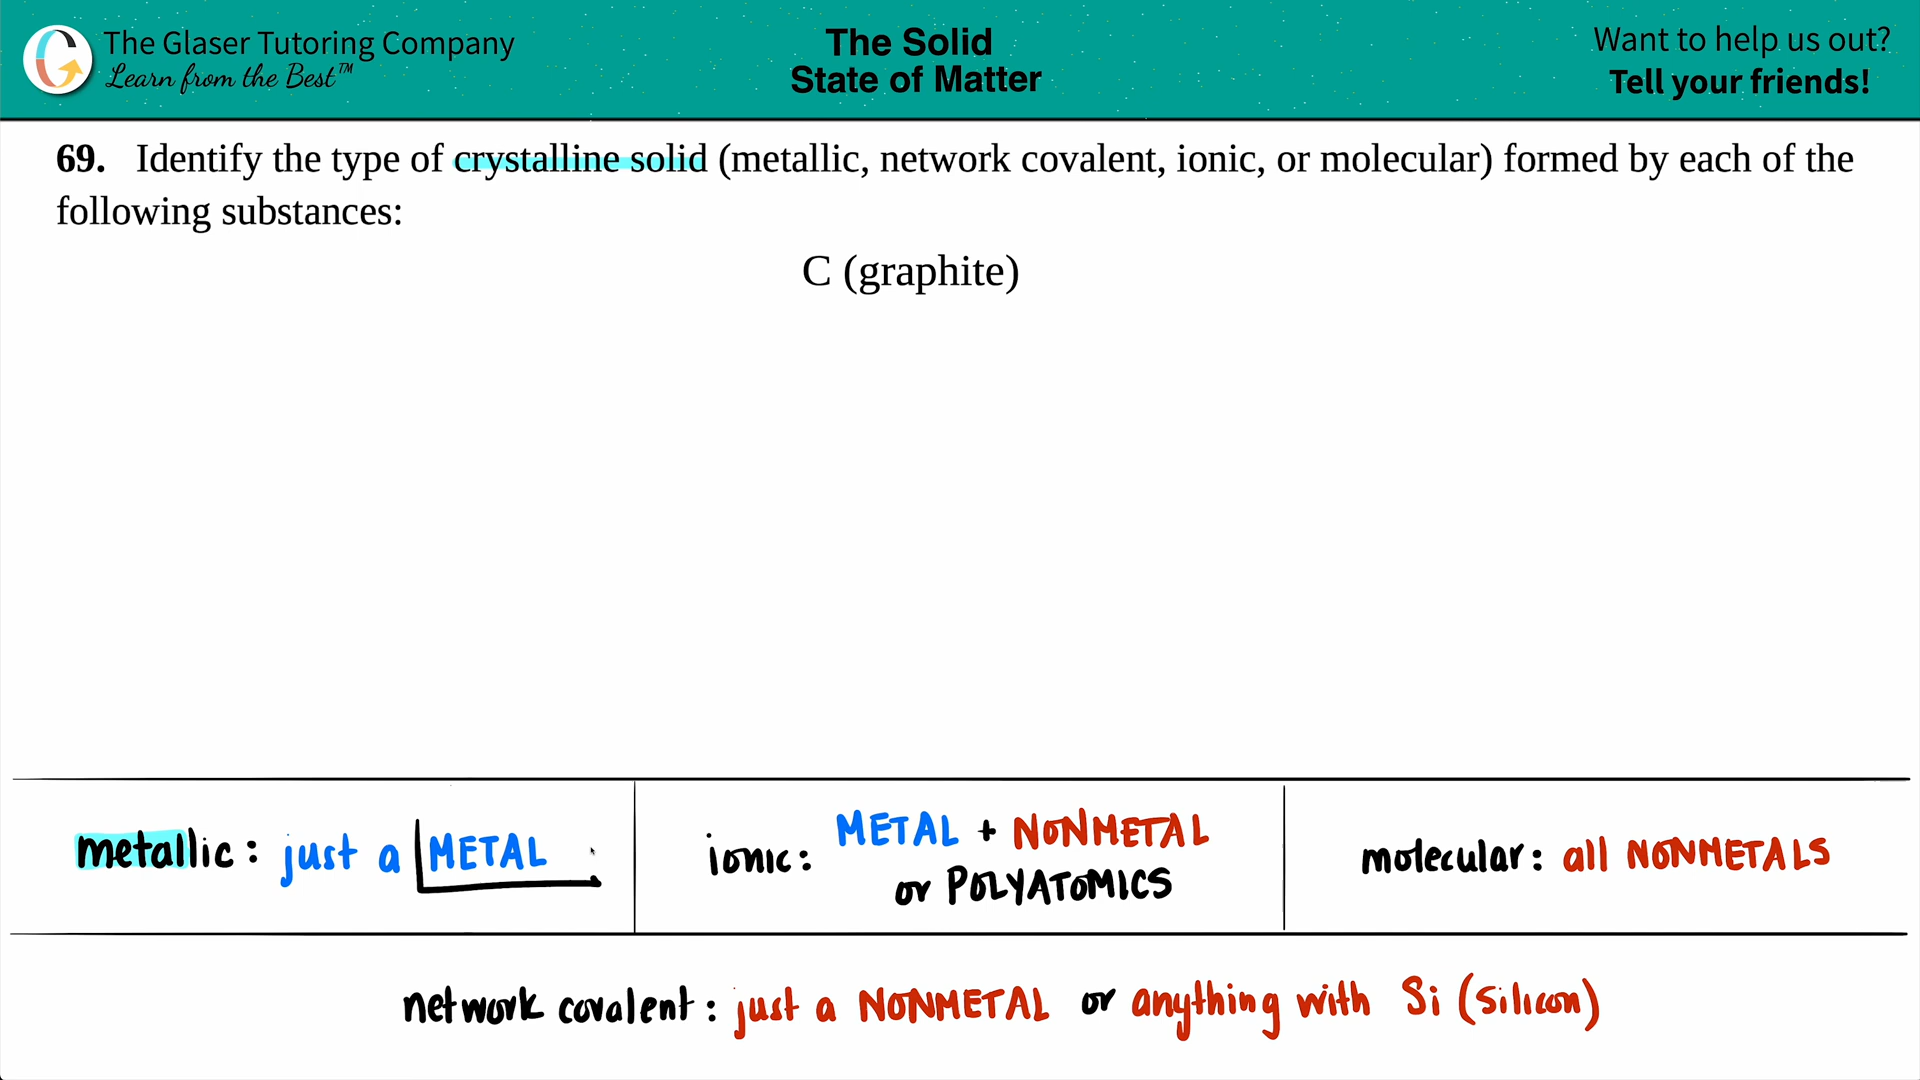 The Glaser Tutoring Company
Learn from the Best™
The Solid
State of Matter
Want to help us out?
Tell your friends!
69. Identify the type of crystalline solid (metallic, network covalent, ionic, or molecular) formed by each of the
following substances:
C (graphite)
metallic: just a METAL
ionic: METAL + NONMETAL
or POLYATOMICS
molecular: all NONMETALS
network covalent: just a NONMETAL or anything with Si (silicon)